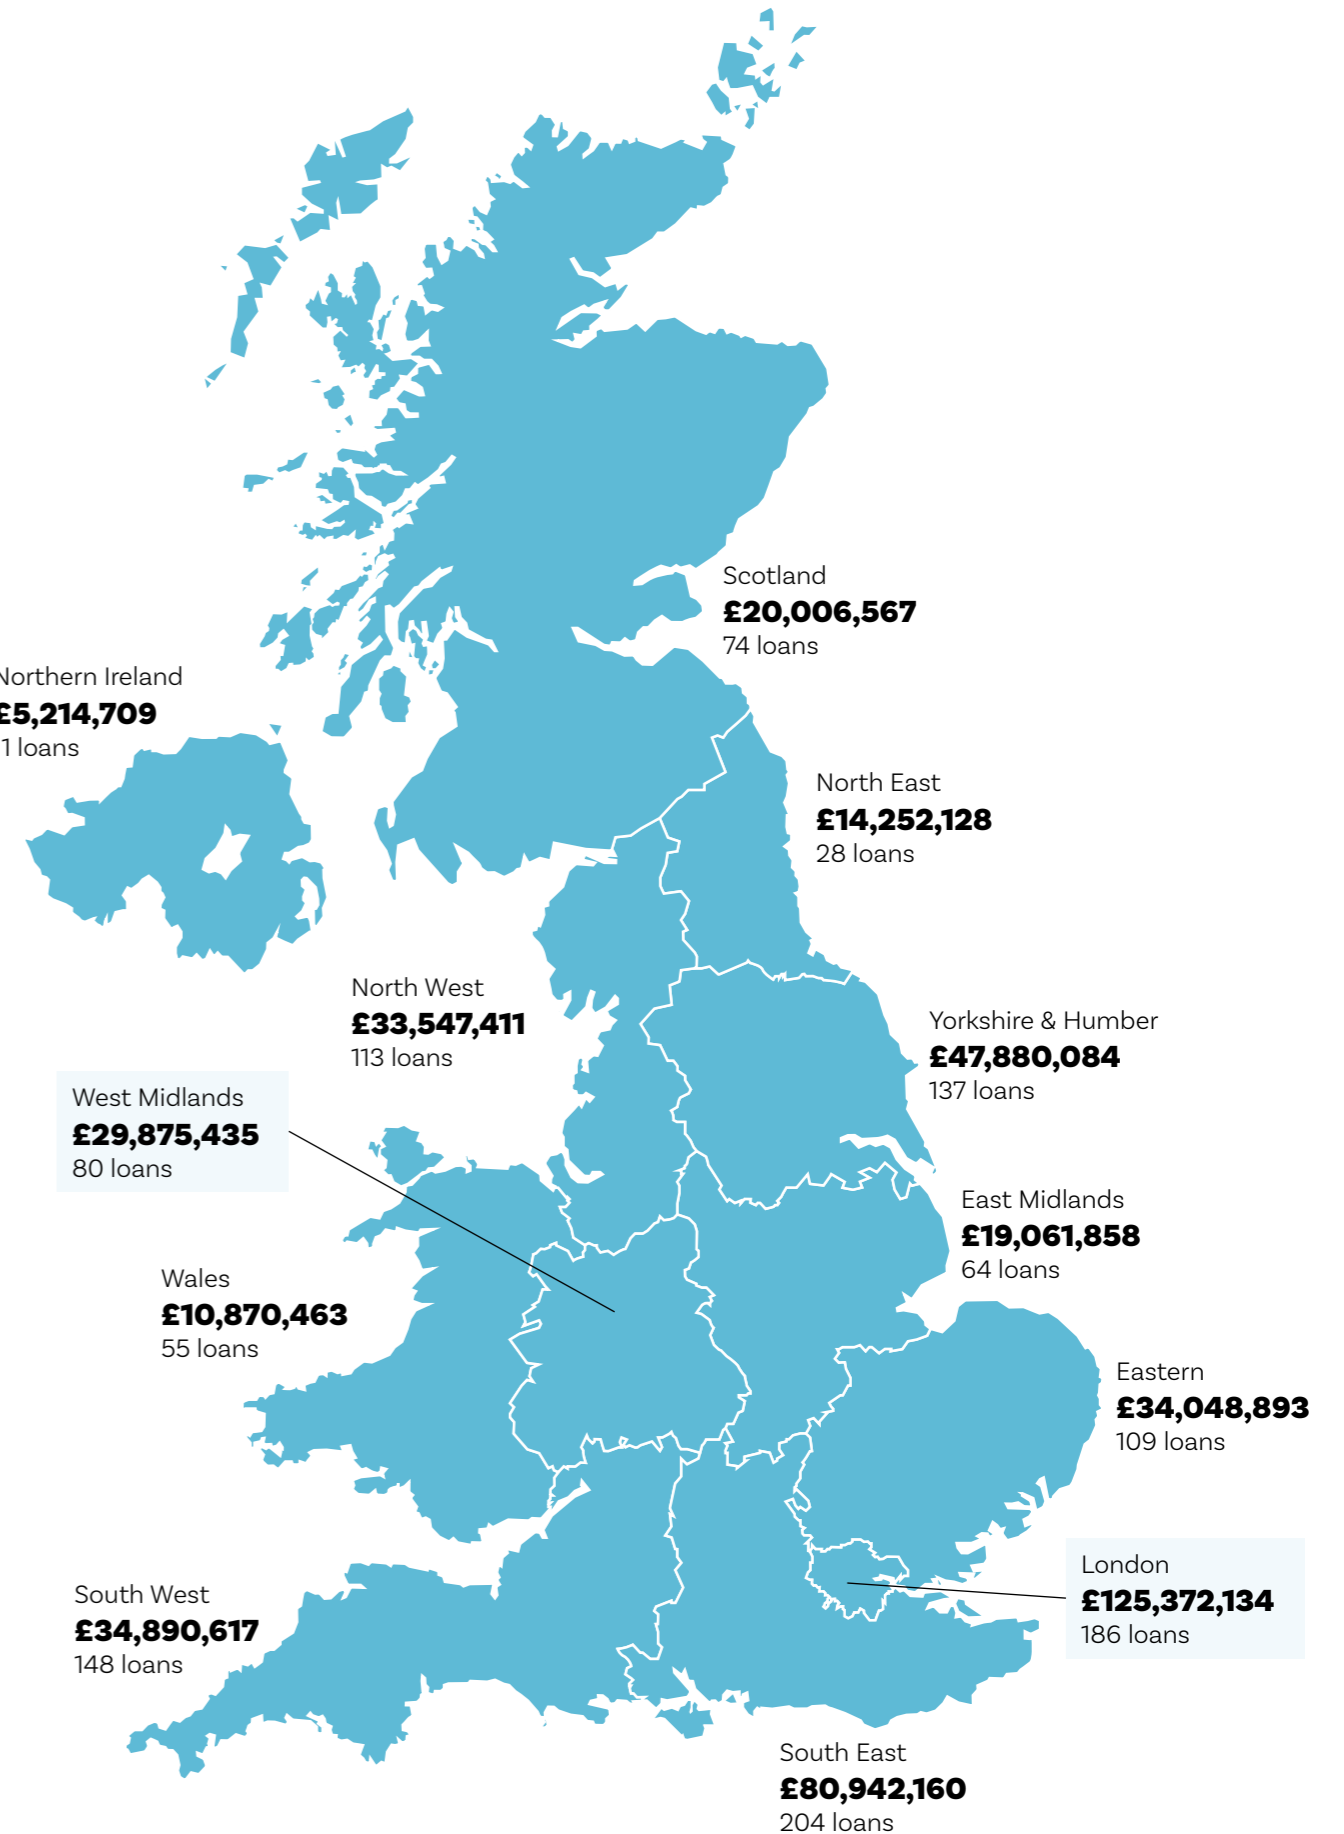 Scotland
£20,006,567
74 loans
Northern Ireland
£5,214,709
1 loans
North East
£14,252,128
28 loans
North West
£33,547,411
113 loans
Yorkshire & Humber
£47,880,084
137 loans
West Midlands
£29,875,435
80 loans
East Midlands
£19,061,858
64 loans
Wales
£10,870,463
55 loans
Eastern
£34,048,893
109 loans
London
£125,372,134
186 loans
South West
£34,890,617
148 loans
South East
£80,942,160
204 loans